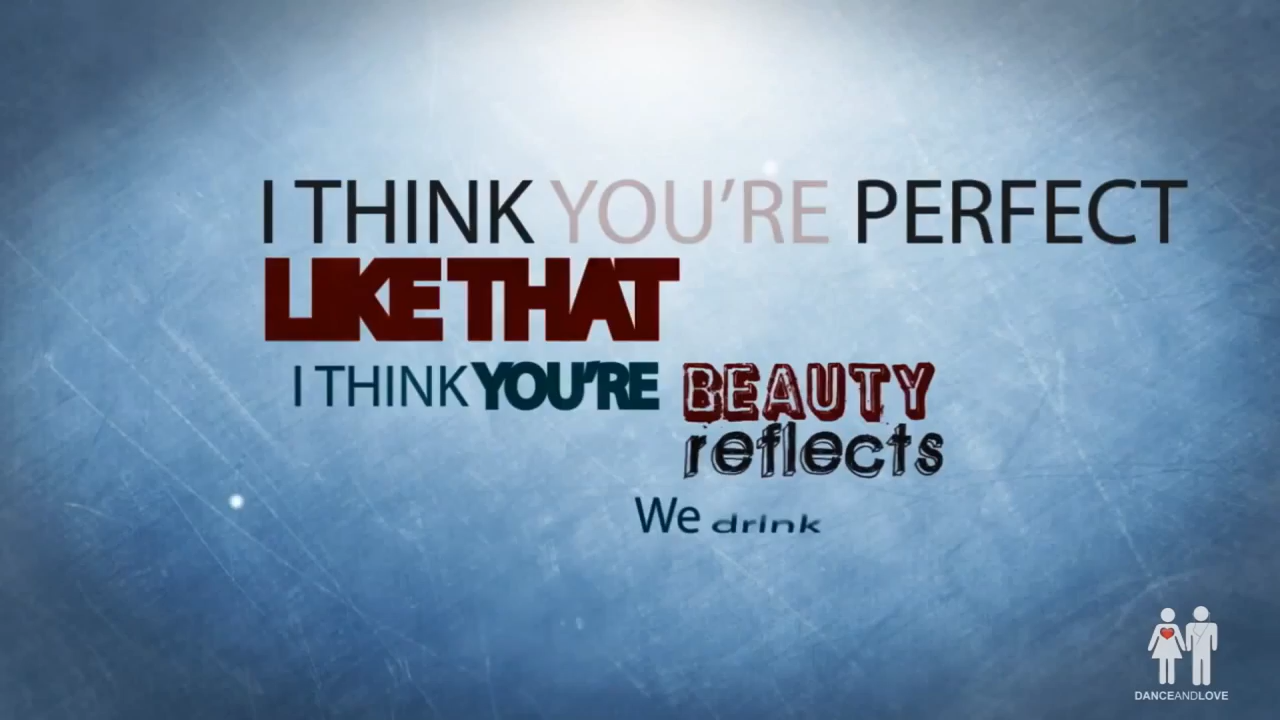 I THINK YOU'RE PERFECT
LIKE THAT
I THINK YOU'RE BEAUTY
reflects
We drink
DANCEANDLOVE